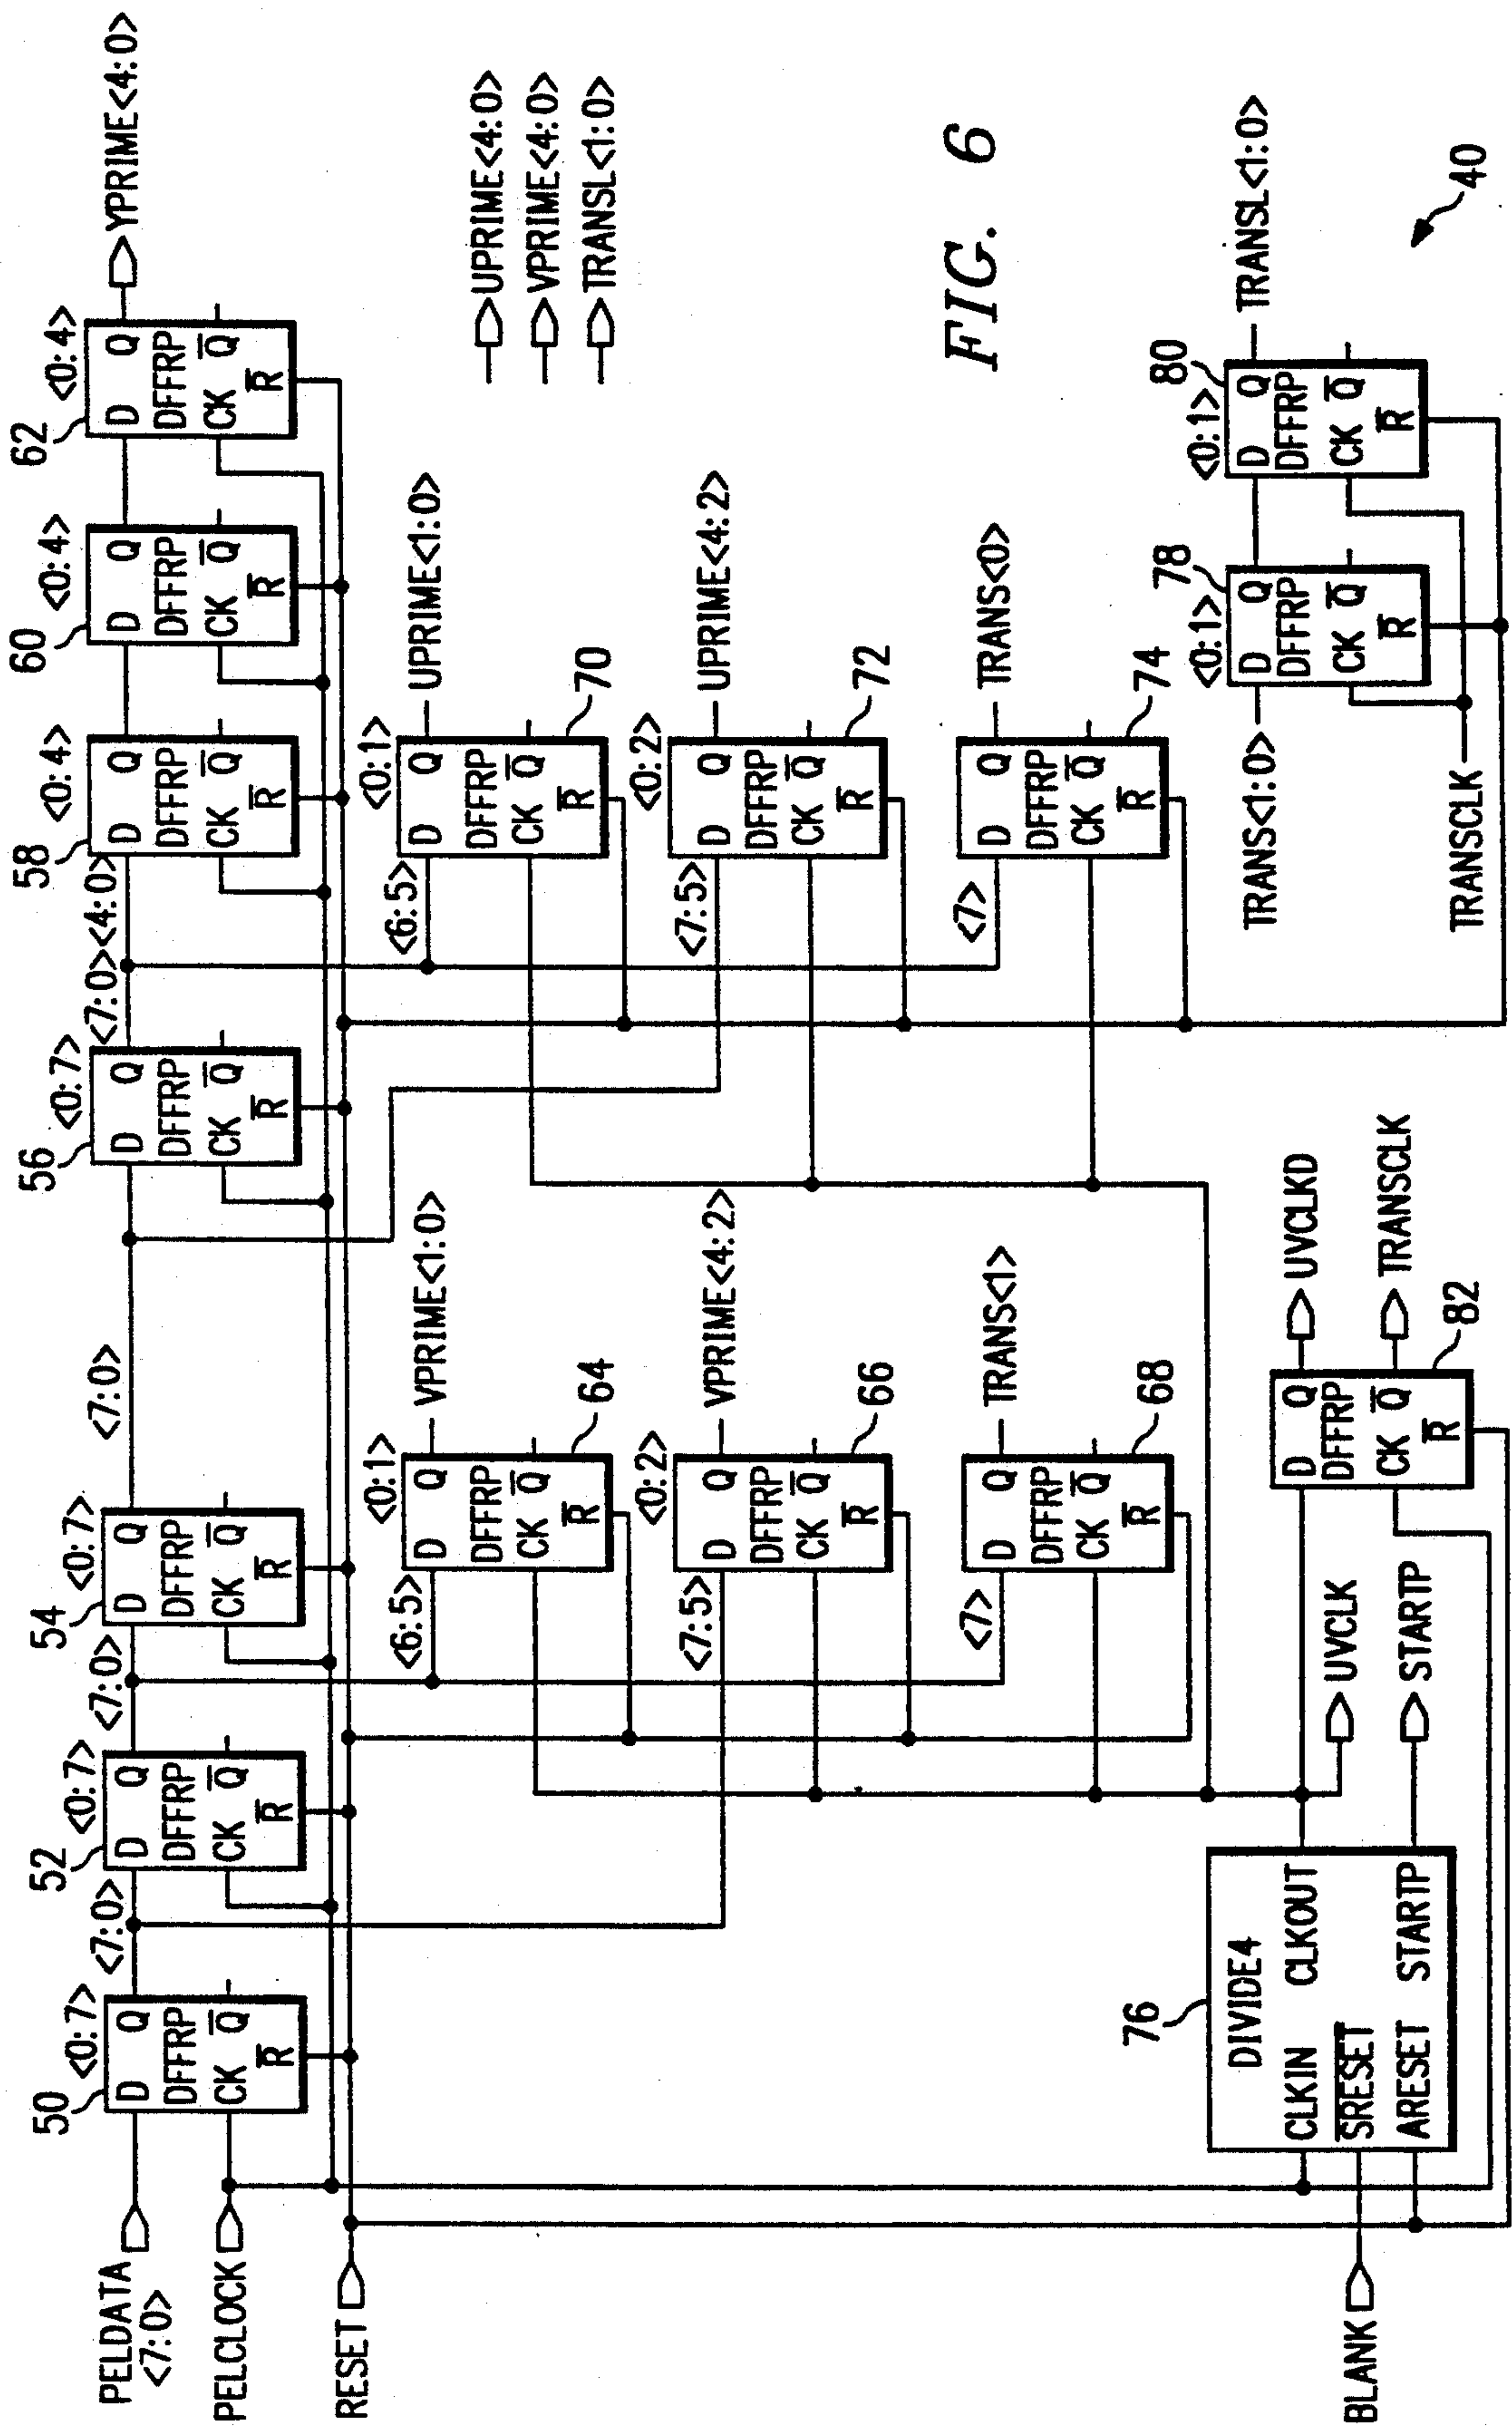 50 <0:7> 52 <0:7> 54 <0:7> 56 <0:7> 58 <0:4> 60 <0:4> 62 <0:4>
PELDATA <7:0>
<7:0> <7:0> <7:0> <7:0> <4:0>
YPRIME<4:0>
D Q D Q D Q D Q D Q D Q D Q
DFFRP DFFRP DFFRP DFFRP DFFRP DFFRP DFFRP
PELCLOCK
CK Q CK Q CK Q CK Q CK Q CK Q CK Q
R R R R R R R
RESET
<0:1> VPRIME<1:0>
<6:5> D Q
DFFRP
CK Q
R
64
<0:1> UPRIME<1:0>
<6:5> D Q
DFFRP
CK Q
R
70
UPRIME<4:0>
VPRIME<4:0>
TRANSL<1:0>
<0:2> VPRIME<4:2>
<7:5> D Q
DFFRP
CK Q
R
66
<0:2> UPRIME<4:2>
<7:5> D Q
DFFRP
CK Q
R
72
<7> D Q TRANS<1>
DFFRP
CK Q
R
68
<7> D Q TRANS<0>
DFFRP
CK Q
R
74
FIG. 6
76
DIVIDE4
CLKIN CLKOUT
SRESET
ARESET STARTP
BLANK
UVCLK
STARTP
D Q UVCLKD
DFFRP
CK Q TRANSCLK
R
82
TRANS<1:0>
TRANSCLK
<0:1> 78
D Q
DFFRP
CK Q
R
<0:1> 80
D Q TRANSL<1:0>
DFFRP
CK Q
R
40